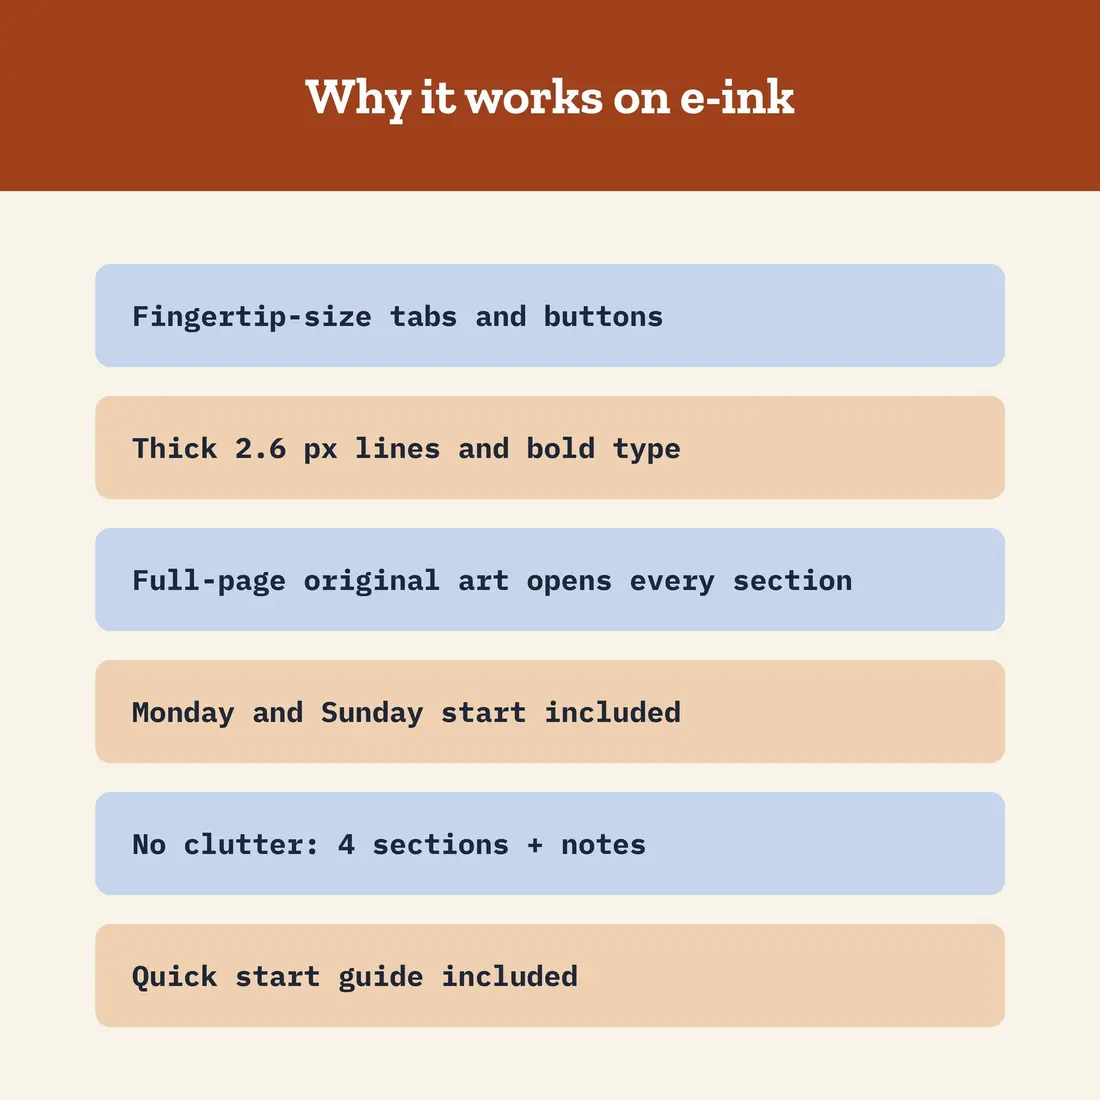 Why it works on e-ink
Fingertip-size tabs and buttons
Thick 2.6 px lines and bold type
Full-page original art opens every section
Monday and Sunday start included
No clutter: 4 sections + notes
Quick start guide included